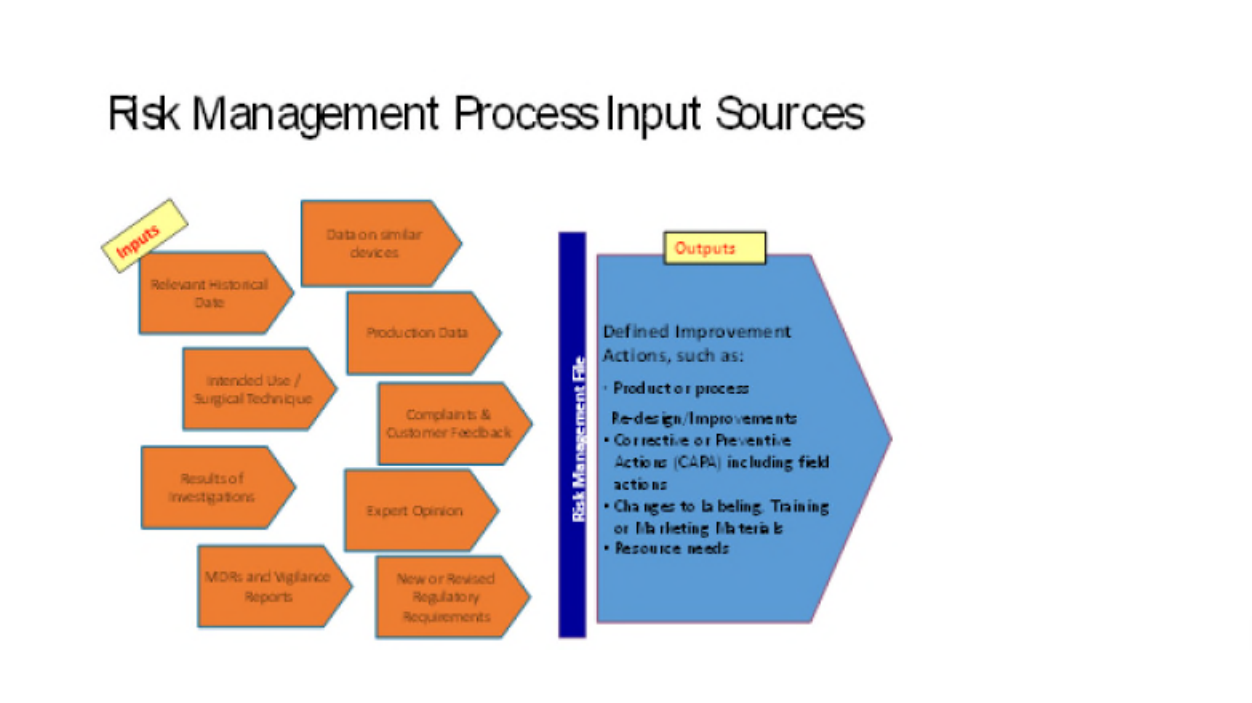 Risk Management Process Input Sources
Inputs
Relevant Historical
Date
Data on similar
devices
Production Data
Intended Use /
Surgical Technique
Complaints &
Customer Feedback
Results of
Investigations
Expert Opinion
MDRs and Vigilance
Reports
New or Revised
Regulatory
Requirements
Risk Management File
Outputs
Defined Improvement
Actions, such as:
• Product or process
Re-design/Improvements
• Corrective or Preventive
Actions (CAPA) including field
actions
• Changes to labeling, Training
or Marketing Materials
• Resource needs